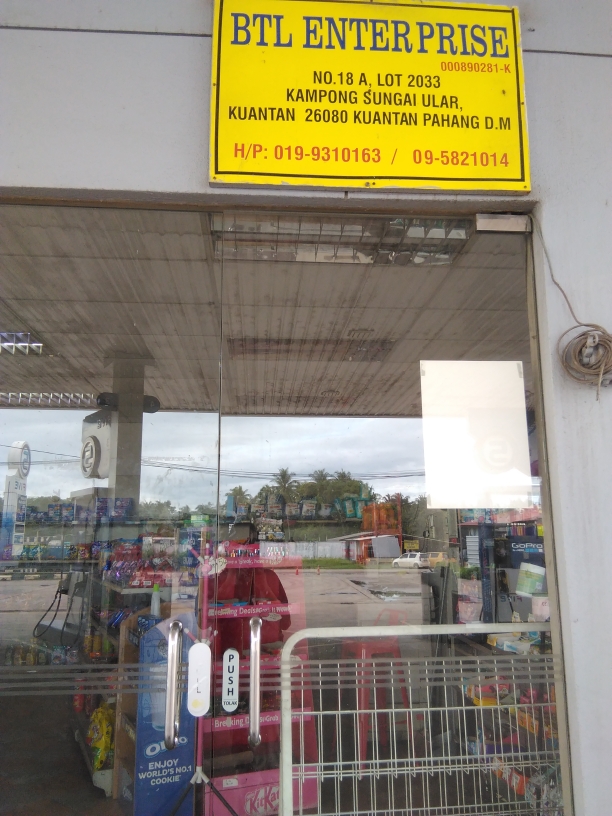 BTL ENTERPRISE
000890281-K
NO.18 A, LOT 2033
KAMPONG SUNGAI ULAR,
KUANTAN 26080 KUANTAN PAHANG D.M
H/P: 019-9310163 / 09-5821014
GoPro
PUSH
TOLAK
OREO
ENJOY
WORLD'S NO.1
COOKIE*
KitKat